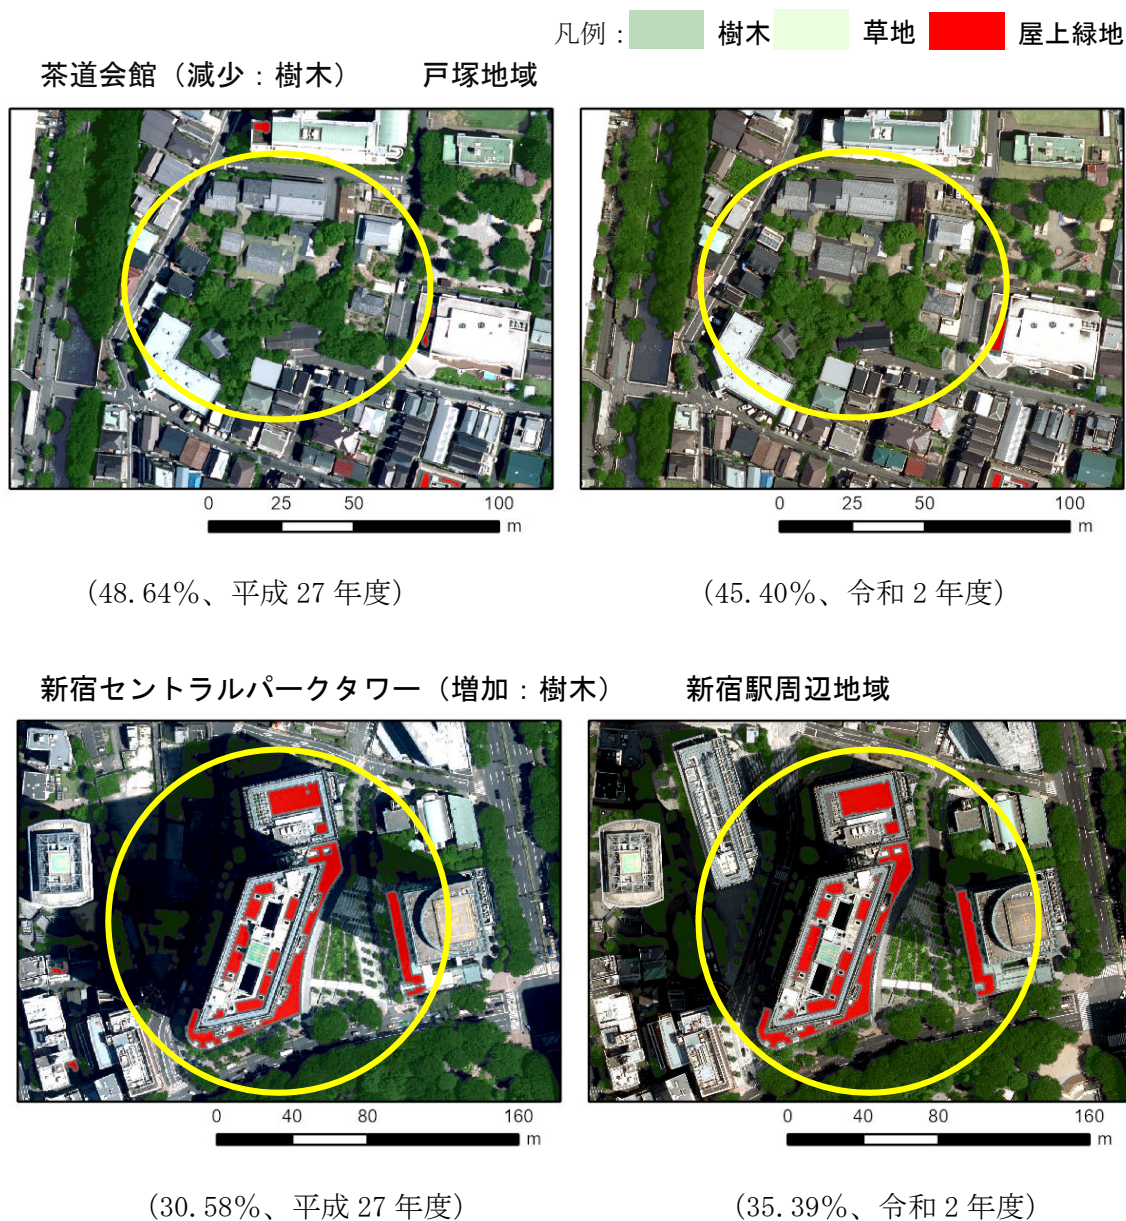 凡例： 樹木 草地 屋上緑地
茶道会館（減少：樹木） 戸塚地域
0 25 50 100 m
0 25 50 100 m
（48.64％、平成 27 年度）
（45.40％、令和 2 年度）
新宿セントラルパークタワー（増加：樹木） 新宿駅周辺地域
0 40 80 160 m
0 40 80 160 m
（30.58％、平成 27 年度）
（35.39％、令和 2 年度）